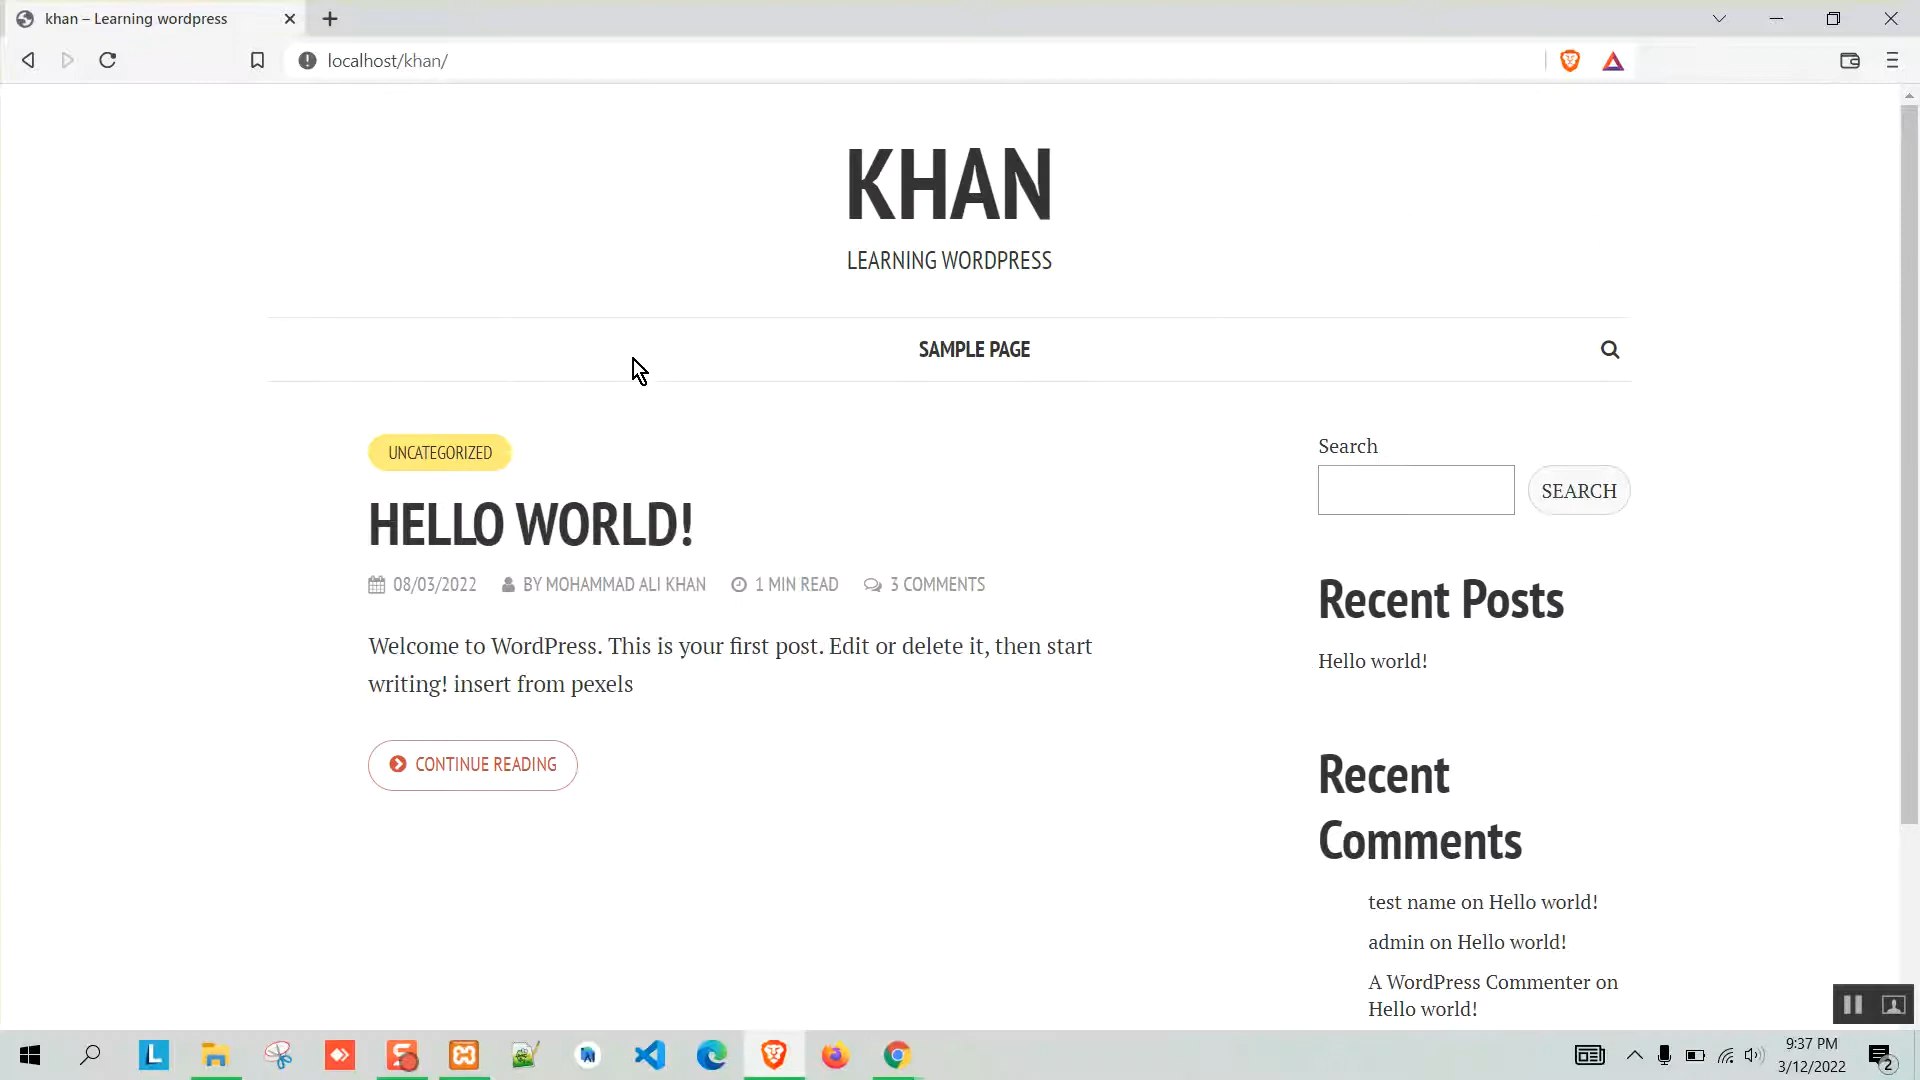 khan – Learning wordpress
localhost/khan/
KHAN
LEARNING WORDPRESS
SAMPLE PAGE
UNCATEGORIZED
HELLO WORLD!
08/03/2022 BY MOHAMMAD ALI KHAN 1 MIN READ 3 COMMENTS
Welcome to WordPress. This is your first post. Edit or delete it, then start
writing! insert from pexels
CONTINUE READING
Search
SEARCH
Recent Posts
Hello world!
Recent
Comments
test name on Hello world!
admin on Hello world!
A WordPress Commenter on
Hello world!
L
9:37 PM
3/12/2022
2